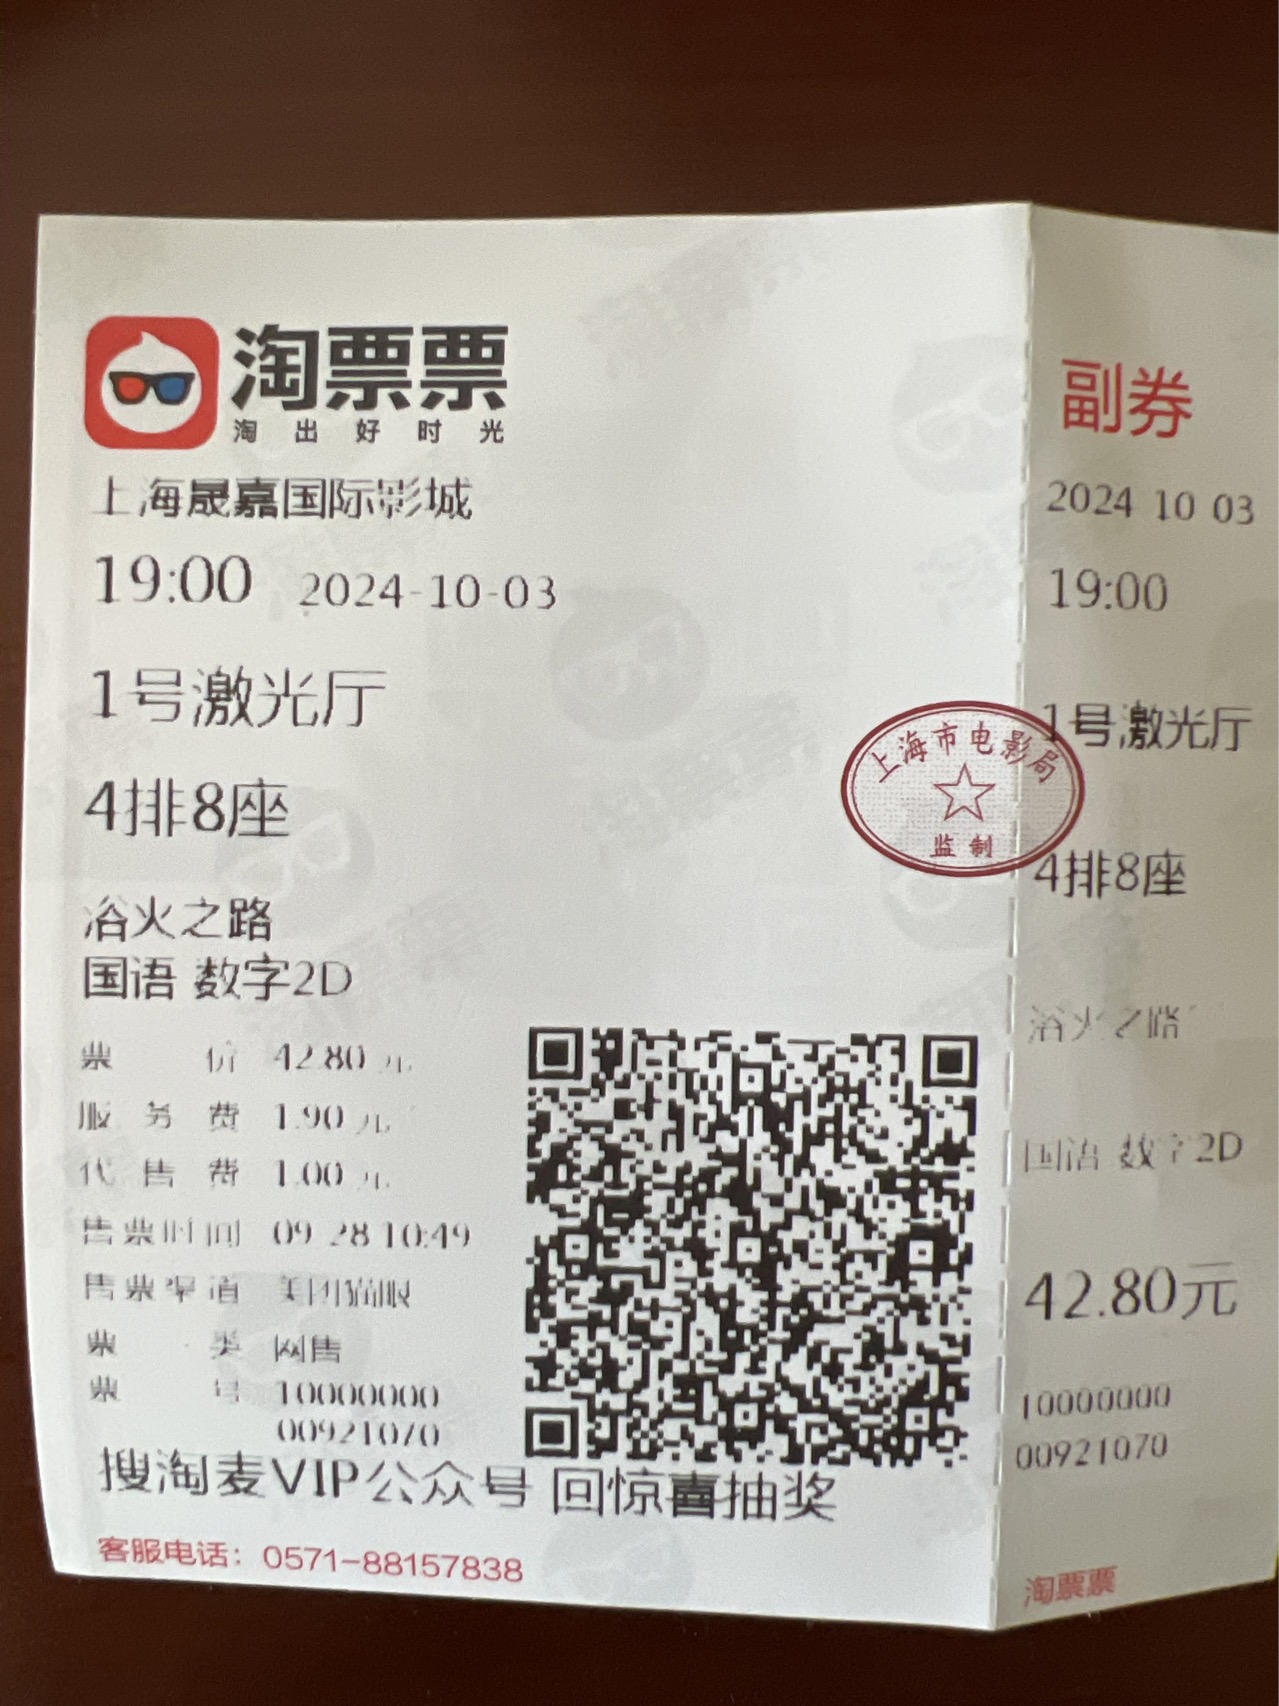 淘票票
淘出好时光
上海晟嘉国际影城
19:00 2024-10-03
1号激光厅
4排8座
浴火之路
国语 数字2D
票价 42.80元
服务费 1.90元
代售费 1.00元
售票时间 09-28 10:49
售票渠道 美团猫眼
票类 网售
票号 10000000
00921070
搜淘麦VIP公众号 回惊喜抽奖
客服电话：0571-88157838
上海市电影局
监制
副券
2024 10 03
19:00
1号激光厅
4排8座
浴火之路
国语 数字2D
42.80元
10000000
00921070
淘票票